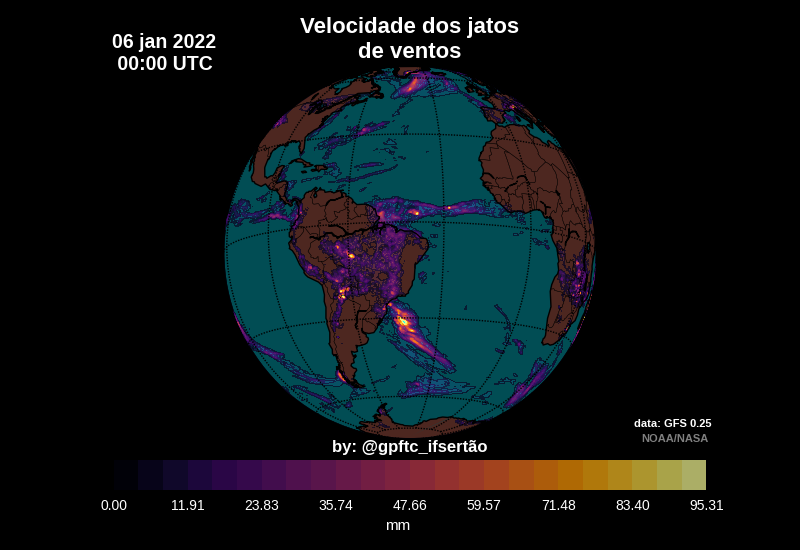 Velocidade dos jatos
de ventos
06 jan 2022
00:00 UTC
data: GFS 0.25
NOAA/NASA
by: @gpftc_ifsertão
0.00 11.91 23.83 35.74 47.66 59.57 71.48 83.40 95.31
mm